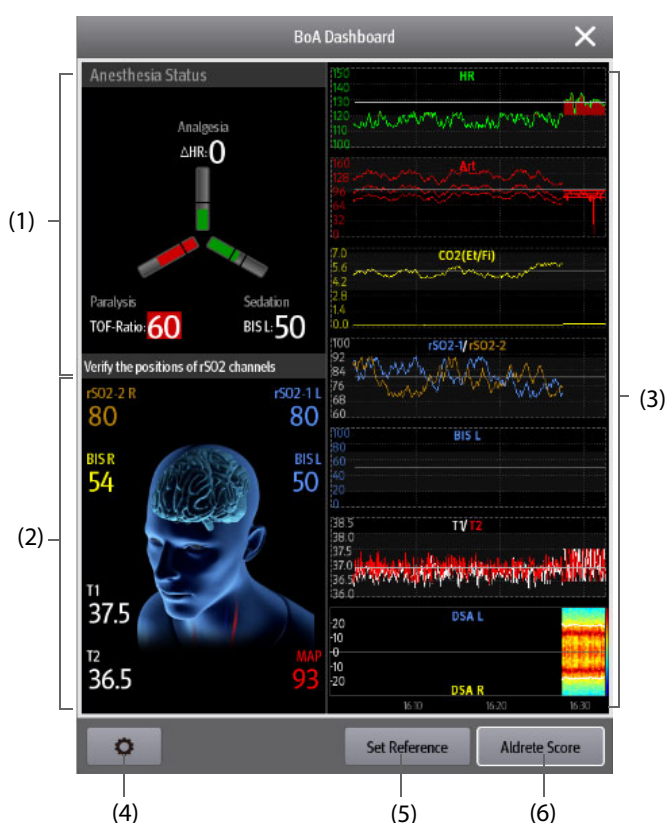 BoA Dashboard
Anesthesia Status
Analgesia
△HR: 0
Paralysis
TOF-Ratio: 60
Sedation
BIS L: 50
(1)
Verify the positions of rSO2 channels
rSO2-2 R
80
rSO2-1 L
80
BIS R
54
BIS L
50
(2)
T1
37.5
T2
36.5
MAP
93
HR
150
140
130
120
110
100
Art
160
128
96
64
32
0
CO2(Et/Fi)
7.0
5.6
4.2
2.8
1.4
0.0
rSO2-1/rSO2-2
100
92
84
76
68
60
(3)
BIS L
100
80
60
40
20
0
T1/T2
38.5
38.0
37.5
37.0
36.5
36.0
DSA L
20
10
0
10
20
DSA R
16:10 16:20 16:30
Set Reference
Aldrete Score
(4) (5) (6)